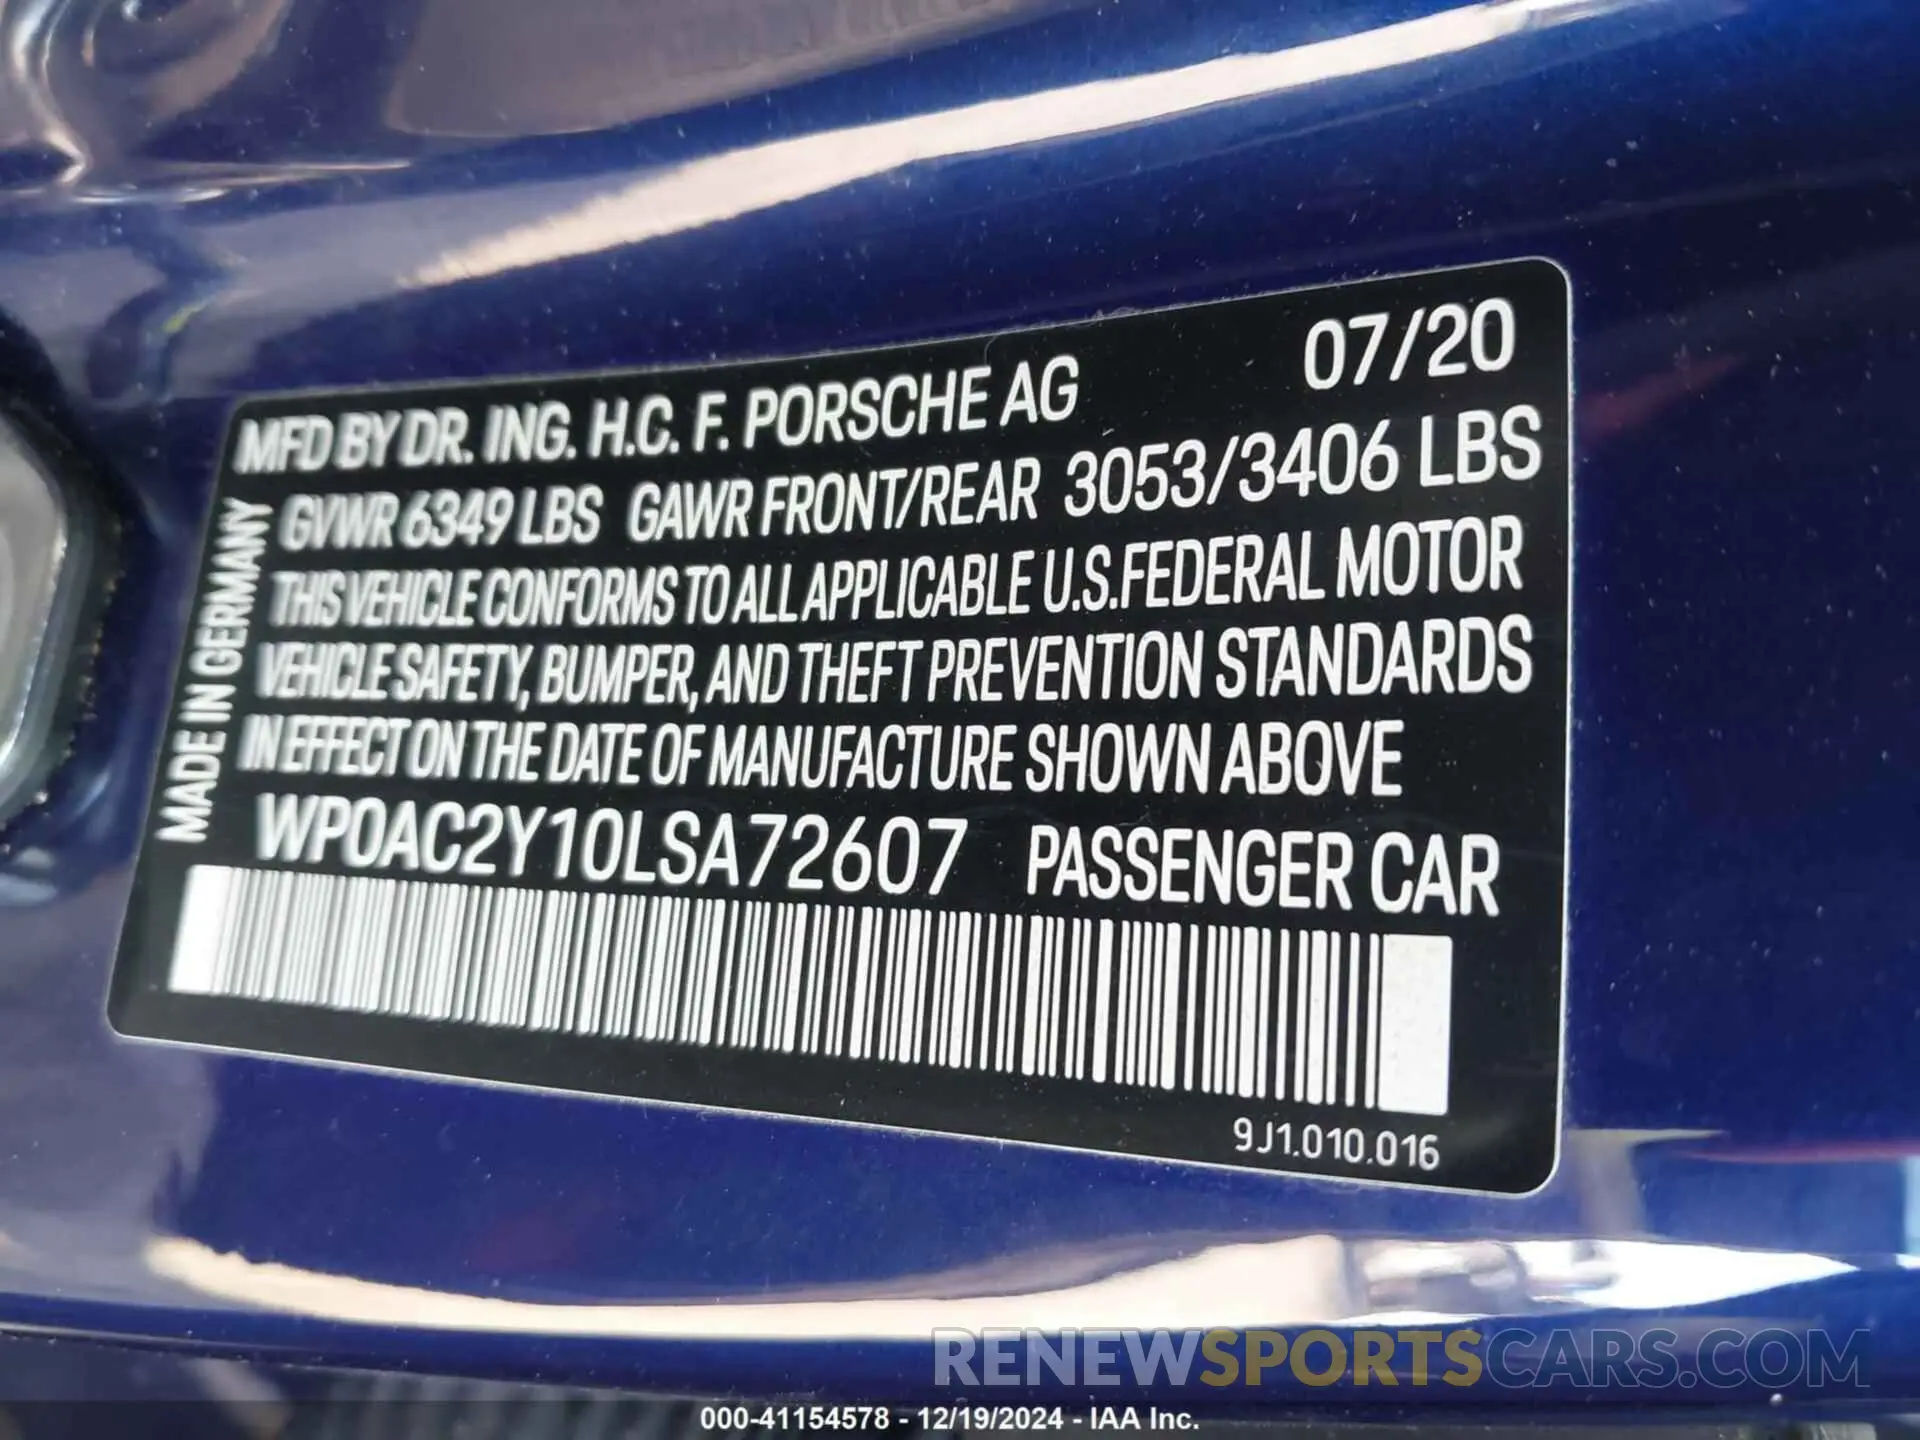 MFD BY DR. ING. H.C. F. PORSCHE AG 07/20
GVWR 6349 LBS GAWR FRONT/REAR 3053/3406 LBS
THIS VEHICLE CONFORMS TO ALL APPLICABLE U.S.FEDERAL MOTOR
VEHICLE SAFETY, BUMPER, AND THEFT PREVENTION STANDARDS
IN EFFECT ON THE DATE OF MANUFACTURE SHOWN ABOVE
WP0AC2Y10LSA72607 PASSENGER CAR
MADE IN GERMANY
9J1.010.016
RENEWSPORTSCARS.COM
000-41154578 - 12/19/2024 - IAA Inc.